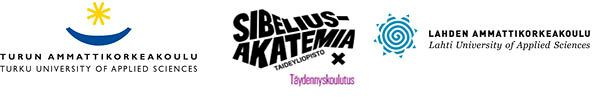 TURUN AMMATTIKORKEAKOULU
TURKU UNIVERSITY OF APPLIED SCIENCES
SIBELIUS-
AKATEMIA
TAIDEYLIOPISTO
Täydennyskoulutus
LAHDEN AMMATTIKORKEAKOULU
Lahti University of Applied Sciences